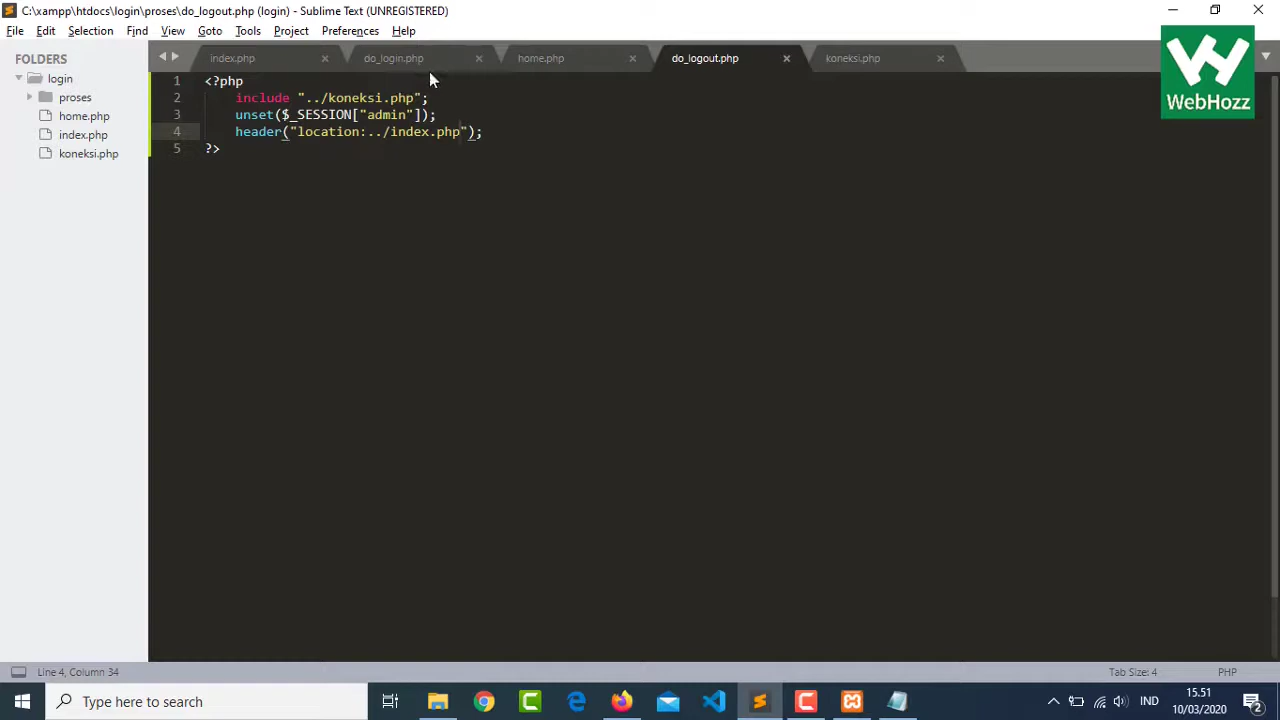 C:\xampp\htdocs\login\proses\do_logout.php (login) - Sublime Text (UNREGISTERED)
File Edit Selection Find View Goto Tools Project Preferences Help
WebHozz
FOLDERS
login
proses
home.php
index.php
koneksi.php
index.php do_login.php home.php do_logout.php koneksi.php
1 <?php
2 include "../koneksi.php";
3 unset($_SESSION["admin"]);
4 header("location:../index.php");
5 ?>
Line 4, Column 34 Tab Size: 4 PHP
Type here to search
IND
15.51
10/03/2020
2